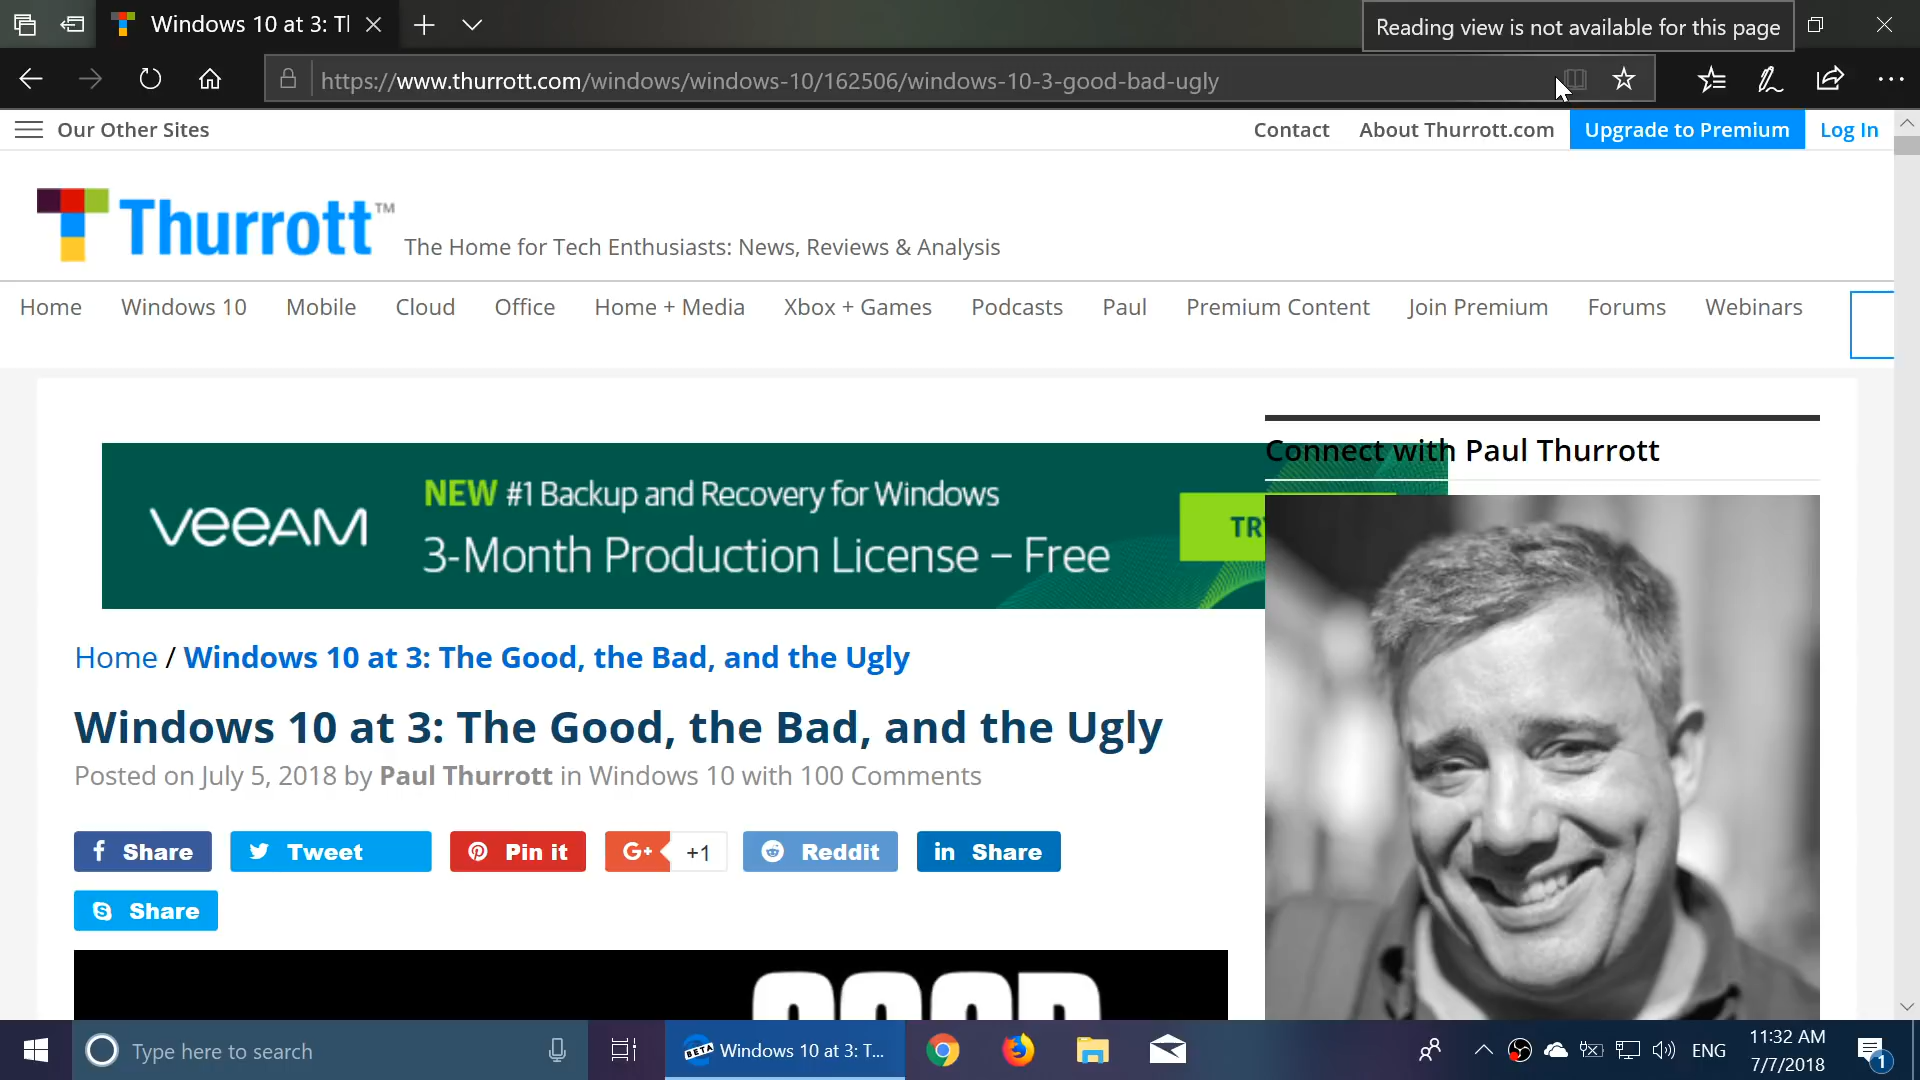 Windows 10 at 3: Tl
Reading view is not available for this page
https://www.thurrott.com/windows/windows-10/162506/windows-10-3-good-bad-ugly
Our Other Sites
Contact
About Thurrott.com
Upgrade to Premium
Log In
Thurrott™
The Home for Tech Enthusiasts: News, Reviews & Analysis
Home
Windows 10
Mobile
Cloud
Office
Home + Media
Xbox + Games
Podcasts
Paul
Premium Content
Join Premium
Forums
Webinars
veeAM
NEW #1 Backup and Recovery for Windows
3-Month Production License – Free
TRY
Connect with Paul Thurrott
Home / Windows 10 at 3: The Good, the Bad, and the Ugly
Windows 10 at 3: The Good, the Bad, and the Ugly
Posted on July 5, 2018 by Paul Thurrott in Windows 10 with 100 Comments
f Share
Tweet
Pin it
G+
+1
Reddit
in Share
S Share
GOOD
Type here to search
BETA
Windows 10 at 3: T...
ENG
11:32 AM
7/7/2018
1